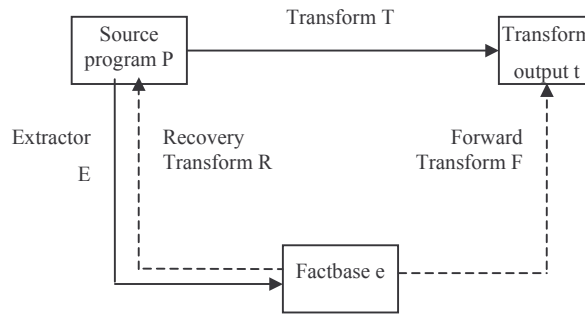 Transform T
Source
program P
Transform
output t
Extractor
E
Recovery
Transform R
Forward
Transform F
Factbase e